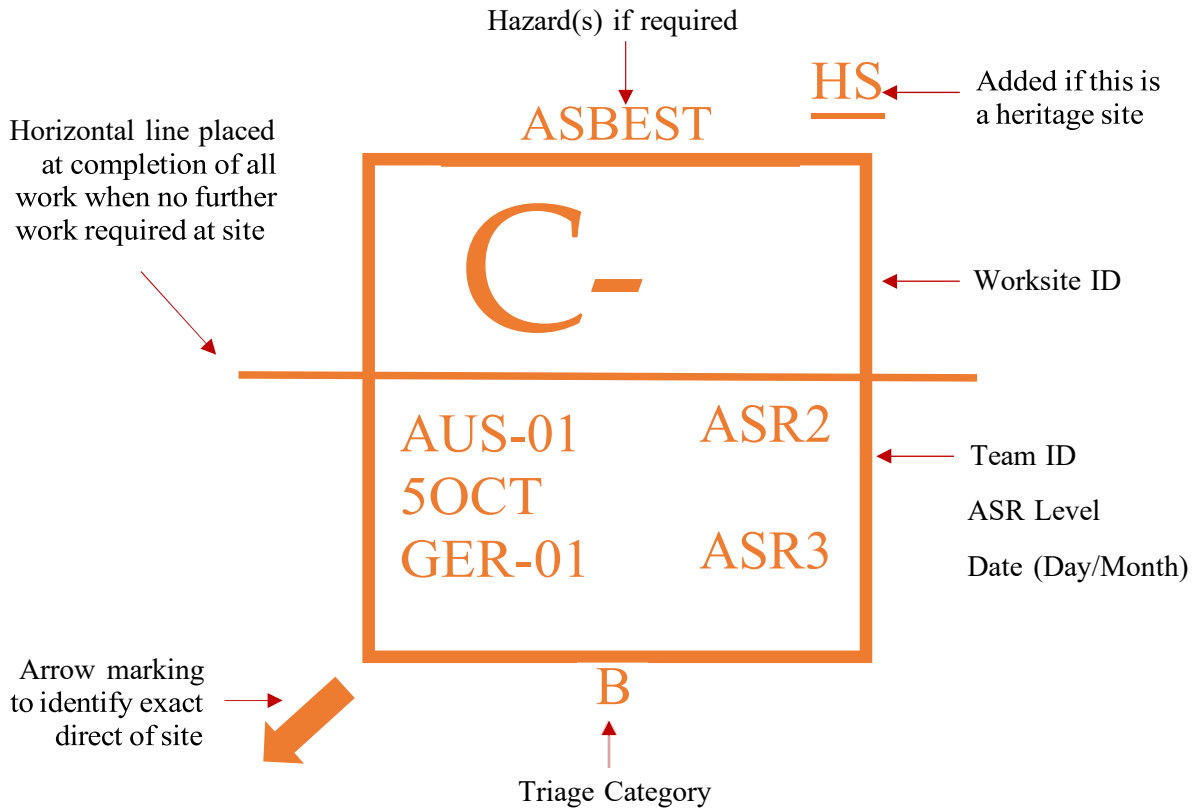 Hazard(s) if required
HS
Added if this is
a heritage site
ASBEST
Horizontal line placed
at completion of all
work when no further
work required at site
C-
Worksite ID
AUS-01
ASR2
5OCT
GER-01
ASR3
Team ID
ASR Level
Date (Day/Month)
Arrow marking
to identify exact
direct of site
B
Triage Category